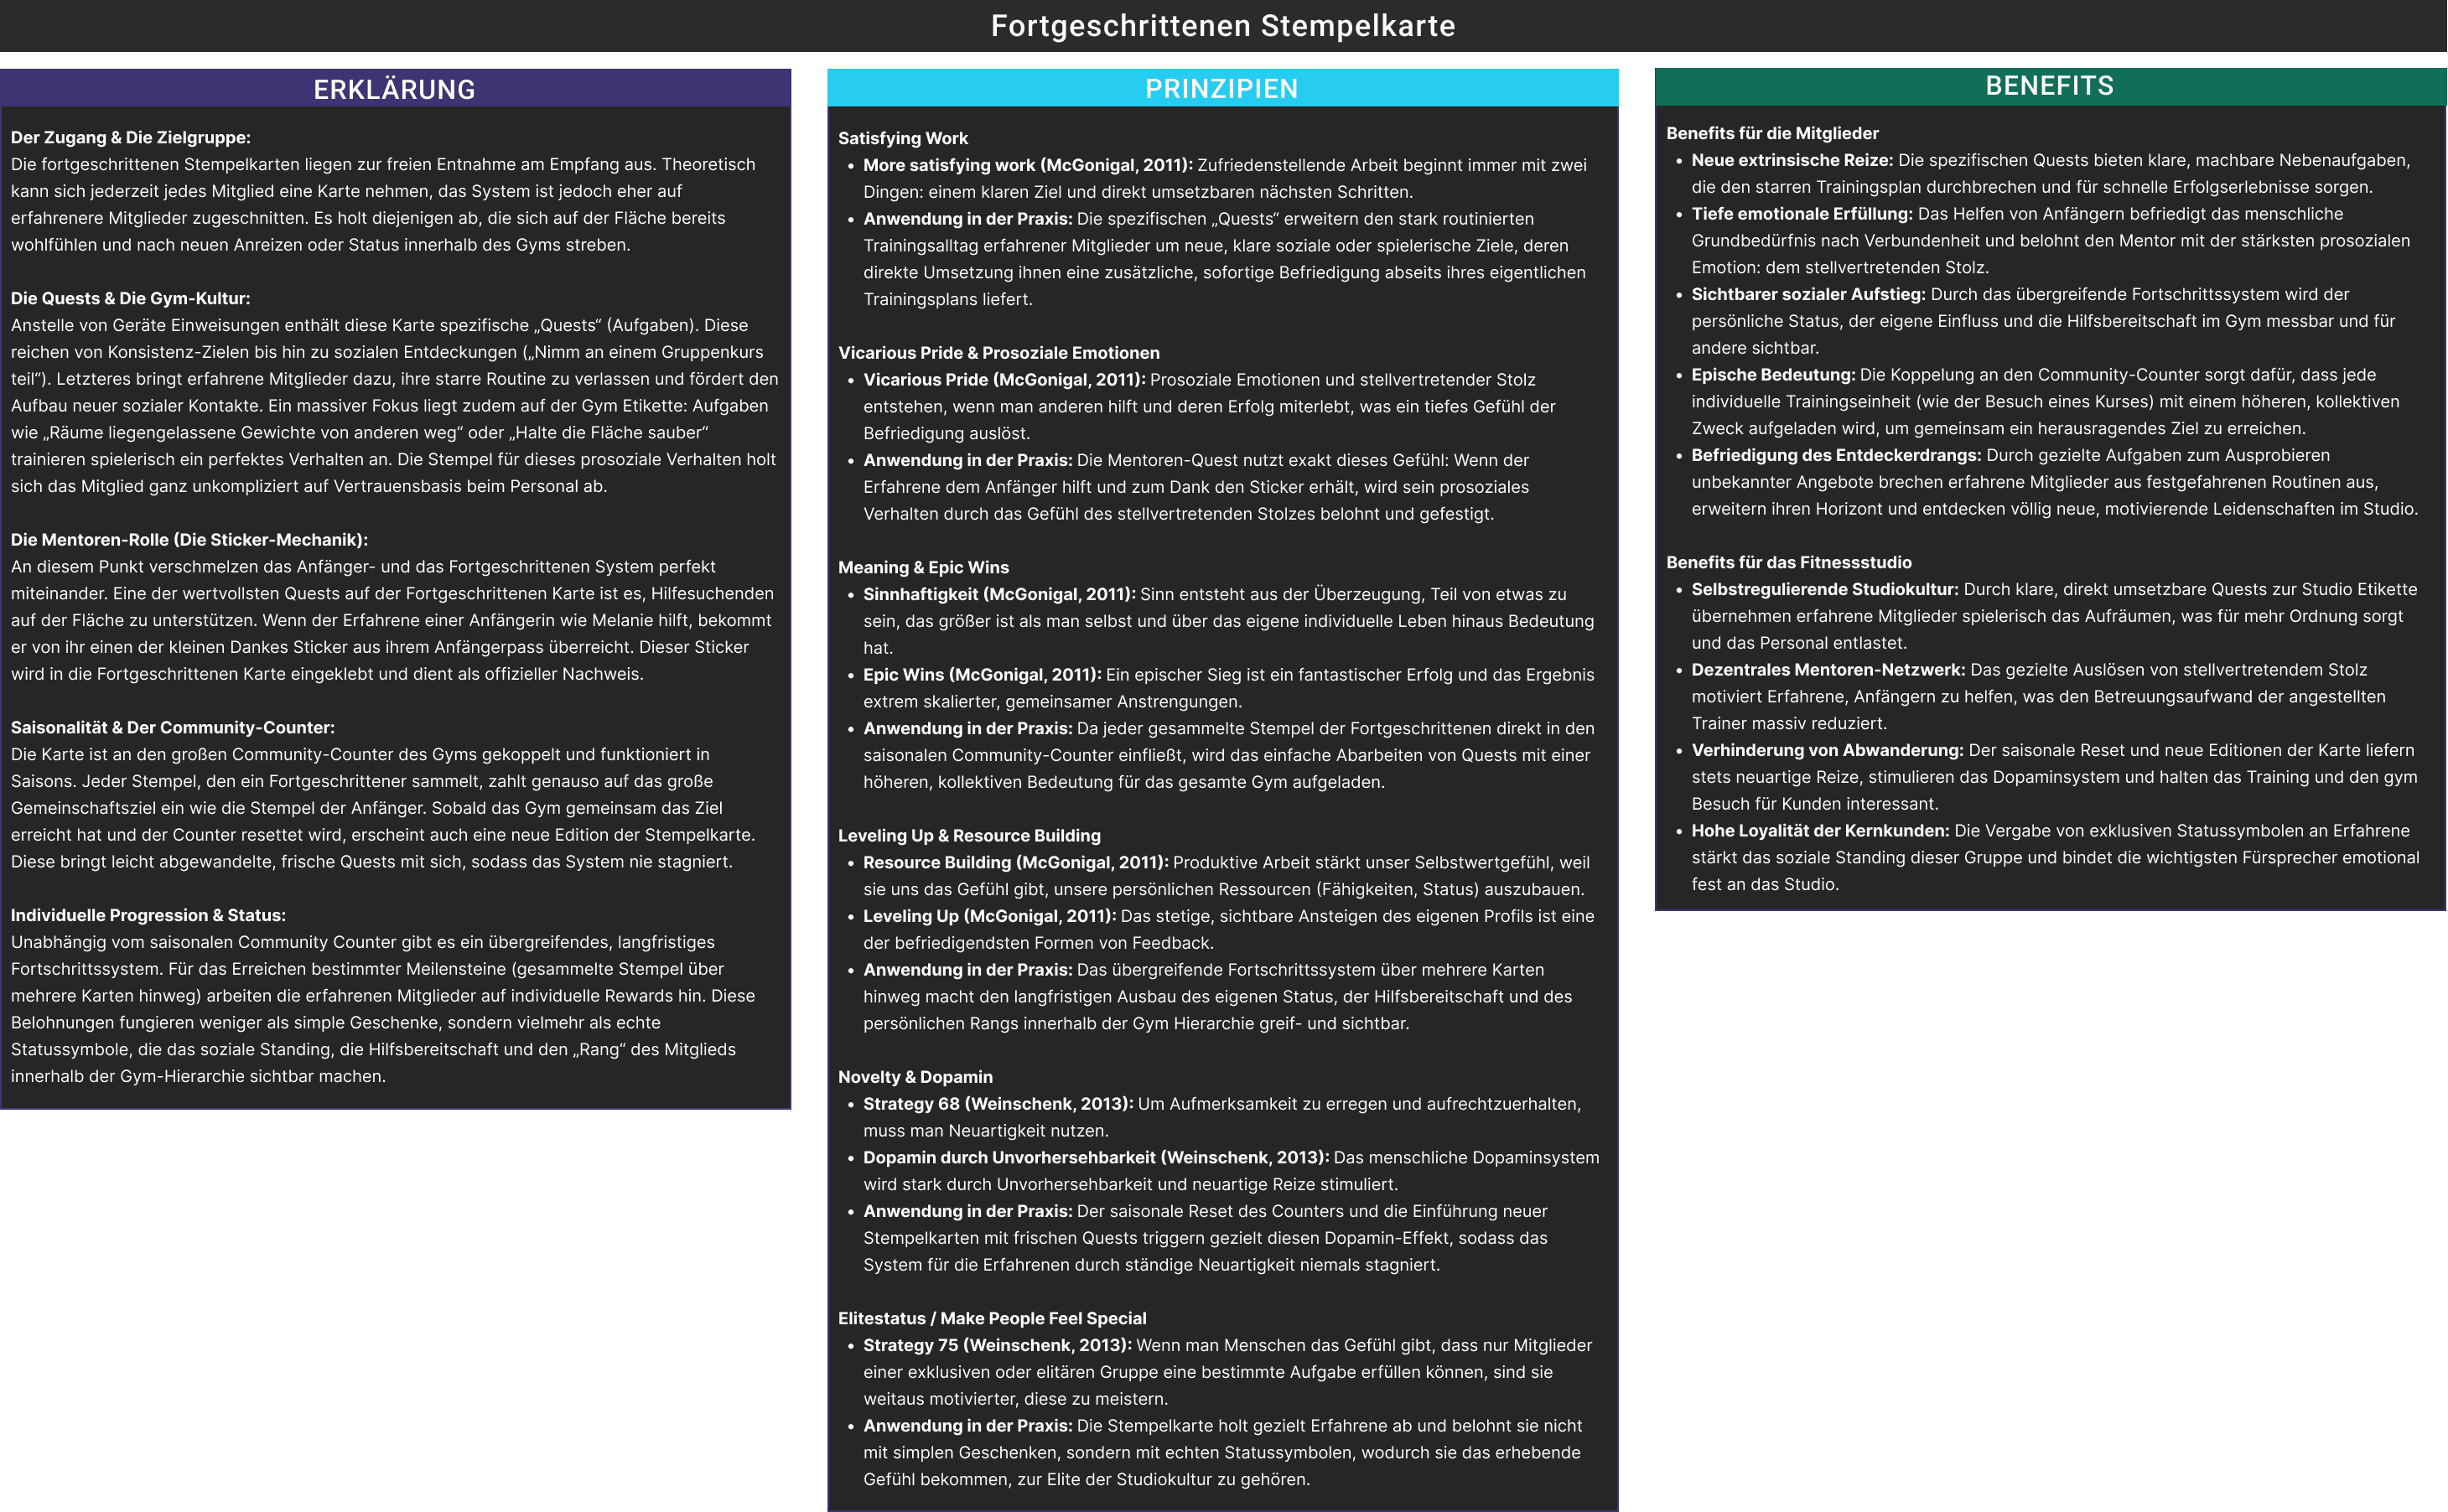 Fortgeschrittenen Stempelkarte
ERKLÄRUNG
Der Zugang & Die Zielgruppe:
Die fortgeschrittenen Stempelkarten liegen zur freien Entnahme am Empfang aus. Theoretisch
kann sich jederzeit jedes Mitglied eine Karte nehmen, das System ist jedoch eher auf
erfahrenere Mitglieder zugeschnitten. Es holt diejenigen ab, die sich auf der Fläche bereits
wohlfühlen und nach neuen Anreizen oder Status innerhalb des Gyms streben.
Die Quests & Die Gym-Kultur:
Anstelle von Geräte Einweisungen enthält diese Karte spezifische „Quests“ (Aufgaben). Diese
reichen von Konsistenz-Zielen bis hin zu sozialen Entdeckungen („Nimm an einem Gruppenkurs
teil“). Letzteres bringt erfahrene Mitglieder dazu, ihre starre Routine zu verlassen und fördert den
Aufbau neuer sozialer Kontakte. Ein massiver Fokus liegt zudem auf der Gym Etikette: Aufgaben
wie „Räume liegengelassene Gewichte von anderen weg“ oder „Halte die Fläche sauber“
trainieren spielerisch ein perfektes Verhalten an. Die Stempel für dieses prosoziale Verhalten holt
sich das Mitglied ganz unkompliziert auf Vertrauensbasis beim Personal ab.
Die Mentoren-Rolle (Die Sticker-Mechanik):
An diesem Punkt verschmelzen das Anfänger- und das Fortgeschrittenen System perfekt
miteinander. Eine der wertvollsten Quests auf der Fortgeschrittenen Karte ist es, Hilfesuchenden
auf der Fläche zu unterstützen. Wenn der Erfahrene einer Anfängerin wie Melanie hilft, bekommt
er von ihr einen der kleinen Dankes Sticker aus ihrem Anfängerpass überreicht. Dieser Sticker
wird in die Fortgeschrittenen Karte eingeklebt und dient als offizieller Nachweis.
Saisonalität & Der Community-Counter:
Die Karte ist an den großen Community-Counter des Gyms gekoppelt und funktioniert in
Saisons. Jeder Stempel, den ein Fortgeschrittener sammelt, zahlt genauso auf das große
Gemeinschaftsziel ein wie die Stempel der Anfänger. Sobald das Gym gemeinsam das Ziel
erreicht hat und der Counter resettet wird, erscheint auch eine neue Edition der Stempelkarte.
Diese bringt leicht abgewandelte, frische Quests mit sich, sodass das System nie stagniert.
Individuelle Progression & Status:
Unabhängig vom saisonalen Community Counter gibt es ein übergreifendes, langfristiges
Fortschrittssystem. Für das Erreichen bestimmter Meilensteine (gesammelte Stempel über
mehrere Karten hinweg) arbeiten die erfahrenen Mitglieder auf individuelle Rewards hin. Diese
Belohnungen fungieren weniger als simple Geschenke, sondern vielmehr als echte
Statussymbole, die das soziale Standing, die Hilfsbereitschaft und den „Rang“ des Mitglieds
innerhalb der Gym-Hierarchie sichtbar machen.
PRINZIPIEN
Satisfying Work
• More satisfying work (McGonigal, 2011): Zufriedenstellende Arbeit beginnt immer mit zwei
Dingen: einem klaren Ziel und direkt umsetzbaren nächsten Schritten.
• Anwendung in der Praxis: Die spezifischen „Quests“ erweitern den stark routinierten
Trainingsalltag erfahrener Mitglieder um neue, klare soziale oder spielerische Ziele, deren
direkte Umsetzung ihnen eine zusätzliche, sofortige Befriedigung abseits ihres eigentlichen
Trainingsplans liefert.
Vicarious Pride & Prosoziale Emotionen
• Vicarious Pride (McGonigal, 2011): Prosoziale Emotionen und stellvertretender Stolz
entstehen, wenn man anderen hilft und deren Erfolg miterlebt, was ein tiefes Gefühl der
Befriedigung auslöst.
• Anwendung in der Praxis: Die Mentoren-Quest nutzt exakt dieses Gefühl: Wenn der
Erfahrene dem Anfänger hilft und zum Dank den Sticker erhält, wird sein prosoziales
Verhalten durch das Gefühl des stellvertretenden Stolzes belohnt und gefestigt.
Meaning & Epic Wins
• Sinnhaftigkeit (McGonigal, 2011): Sinn entsteht aus der Überzeugung, Teil von etwas zu
sein, das größer ist als man selbst und über das eigene individuelle Leben hinaus Bedeutung
hat.
• Epic Wins (McGonigal, 2011): Ein epischer Sieg ist ein fantastischer Erfolg und das Ergebnis
extrem skalierter, gemeinsamer Anstrengungen.
• Anwendung in der Praxis: Da jeder gesammelte Stempel der Fortgeschrittenen direkt in den
saisonalen Community-Counter einfließt, wird das einfache Abarbeiten von Quests mit einer
höheren, kollektiven Bedeutung für das gesamte Gym aufgeladen.
Leveling Up & Resource Building
• Resource Building (McGonigal, 2011): Produktive Arbeit stärkt unser Selbstwertgefühl, weil
sie uns das Gefühl gibt, unsere persönlichen Ressourcen (Fähigkeiten, Status) auszubauen.
• Leveling Up (McGonigal, 2011): Das stetige, sichtbare Ansteigen des eigenen Profils ist eine
der befriedigendsten Formen von Feedback.
• Anwendung in der Praxis: Das übergreifende Fortschrittssystem über mehrere Karten
hinweg macht den langfristigen Ausbau des eigenen Status, der Hilfsbereitschaft und des
persönlichen Rangs innerhalb der Gym Hierarchie greif- und sichtbar.
Novelty & Dopamin
• Strategy 68 (Weinschenk, 2013): Um Aufmerksamkeit zu erregen und aufrechtzuerhalten,
muss man Neuartigkeit nutzen.
• Dopamin durch Unvorhersehbarkeit (Weinschenk, 2013): Das menschliche Dopaminsystem
wird stark durch Unvorhersehbarkeit und neuartige Reize stimuliert.
• Anwendung in der Praxis: Der saisonale Reset des Counters und die Einführung neuer
Stempelkarten mit frischen Quests triggern gezielt diesen Dopamin-Effekt, sodass das
System für die Erfahrenen durch ständige Neuartigkeit niemals stagniert.
Elitestatus / Make People Feel Special
• Strategy 75 (Weinschenk, 2013): Wenn man Menschen das Gefühl gibt, dass nur Mitglieder
einer exklusiven oder elitären Gruppe eine bestimmte Aufgabe erfüllen können, sind sie
weitaus motivierter, diese zu meistern.
• Anwendung in der Praxis: Die Stempelkarte holt gezielt Erfahrene ab und belohnt sie nicht
mit simplen Geschenken, sondern mit echten Statussymbolen, wodurch sie das erhebende
Gefühl bekommen, zur Elite der Studiokultur zu gehören.
BENEFITS
Benefits für die Mitglieder
• Neue extrinsische Reize: Die spezifischen Quests bieten klare, machbare Nebenaufgaben,
die den starren Trainingsplan durchbrechen und für schnelle Erfolgserlebnisse sorgen.
• Tiefe emotionale Erfüllung: Das Helfen von Anfängern befriedigt das menschliche
Grundbedürfnis nach Verbundenheit und belohnt den Mentor mit der stärksten prosozialen
Emotion: dem stellvertretenden Stolz.
• Sichtbarer sozialer Aufstieg: Durch das übergreifende Fortschrittssystem wird der
persönliche Status, der eigene Einfluss und die Hilfsbereitschaft im Gym messbar und für
andere sichtbar.
• Epische Bedeutung: Die Koppelung an den Community-Counter sorgt dafür, dass jede
individuelle Trainingseinheit (wie der Besuch eines Kurses) mit einem höheren, kollektiven
Zweck aufgeladen wird, um gemeinsam ein herausragendes Ziel zu erreichen.
• Befriedigung des Entdeckerdrangs: Durch gezielte Aufgaben zum Ausprobieren
unbekannter Angebote brechen erfahrene Mitglieder aus festgefahrenen Routinen aus,
erweitern ihren Horizont und entdecken völlig neue, motivierende Leidenschaften im Studio.
Benefits für das Fitnessstudio
• Selbstregulierende Studiokultur: Durch klare, direkt umsetzbare Quests zur Studio Etikette
übernehmen erfahrene Mitglieder spielerisch das Aufräumen, was für mehr Ordnung sorgt
und das Personal entlastet.
• Dezentrales Mentoren-Netzwerk: Das gezielte Auslösen von stellvertretendem Stolz
motiviert Erfahrene, Anfängern zu helfen, was den Betreuungsaufwand der angestellten
Trainer massiv reduziert.
• Verhinderung von Abwanderung: Der saisonale Reset und neue Editionen der Karte liefern
stets neuartige Reize, stimulieren das Dopaminsystem und halten das Training und den gym
Besuch für Kunden interessant.
• Hohe Loyalität der Kernkunden: Die Vergabe von exklusiven Statussymbolen an Erfahrene
stärkt das soziale Standing dieser Gruppe und bindet die wichtigsten Fürsprecher emotional
fest an das Studio.